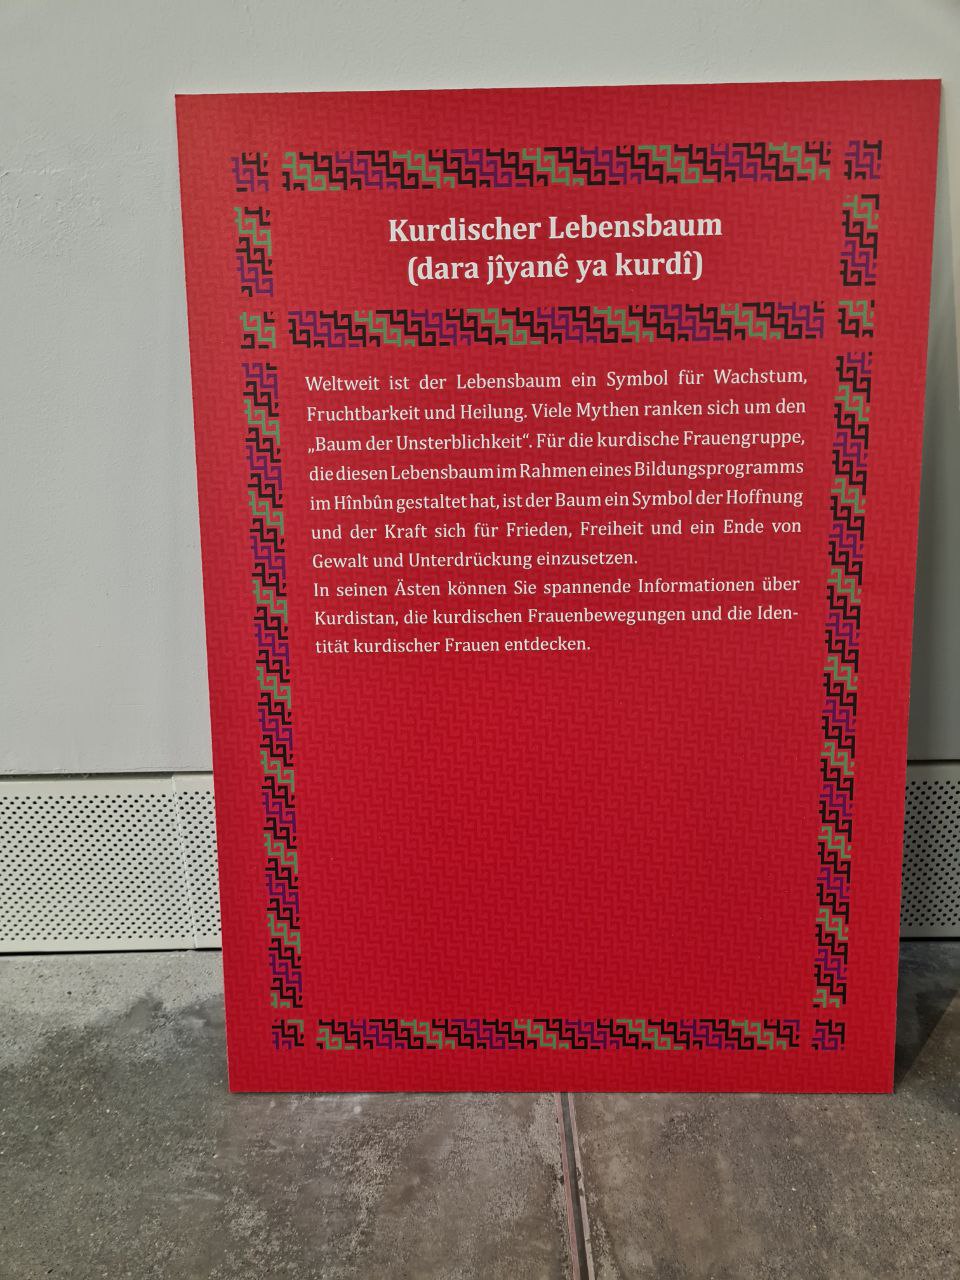 Kurdischer Lebensbaum
(dara jîyanê ya kurdî)
Weltweit ist der Lebensbaum ein Symbol für Wachstum,
Fruchtbarkeit und Heilung. Viele Mythen ranken sich um den
„Baum der Unsterblichkeit“. Für die kurdische Frauengruppe,
die diesen Lebensbaum im Rahmen eines Bildungsprogramms
im Hînbûn gestaltet hat, ist der Baum ein Symbol der Hoffnung
und der Kraft sich für Frieden, Freiheit und ein Ende von
Gewalt und Unterdrückung einzusetzen.
In seinen Ästen können Sie spannende Informationen über
Kurdistan, die kurdischen Frauenbewegungen und die Iden-
tität kurdischer Frauen entdecken.